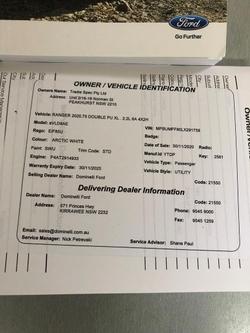 Ford
Go Further
OWNER / VEHICLE IDENTIFICATION
Owners Name: Tradie Spec Pty Ltd
Address: Unit 2/16-18 Norman St
PEAKHURST NSW 2210
Vehicle: RANGER 2020.75 DOUBLE PU XL . 2.2L 6A 4X2H
Model:
Rego:
Colour: ARCTIC WHITE
Paint: SWU Trim Code: STD
Engine: P4AT2914933
Warranty Expiry Date: 30/11/2025
Selling Dealer Name: Dominelli Ford
VIN:
Badge:
Date of Sale: 30/11/2020 Radio:
Manual ID: YTOP Key: 2581
Vehicle Type: Passenger
Vehicle Style: UTILITY
Code: 21550
Delivering Dealer Information
Dealer Name: Dominelli Ford
Address: 571 Princes Hwy
KIRRAWEE NSW 2232
Code: 21550
Phone: 9545 9000
Fax: 9545 1259
Email: sales@dominelli.com.au
Service Manager: Nick Petrevski
Service Advisor: Shane Paul